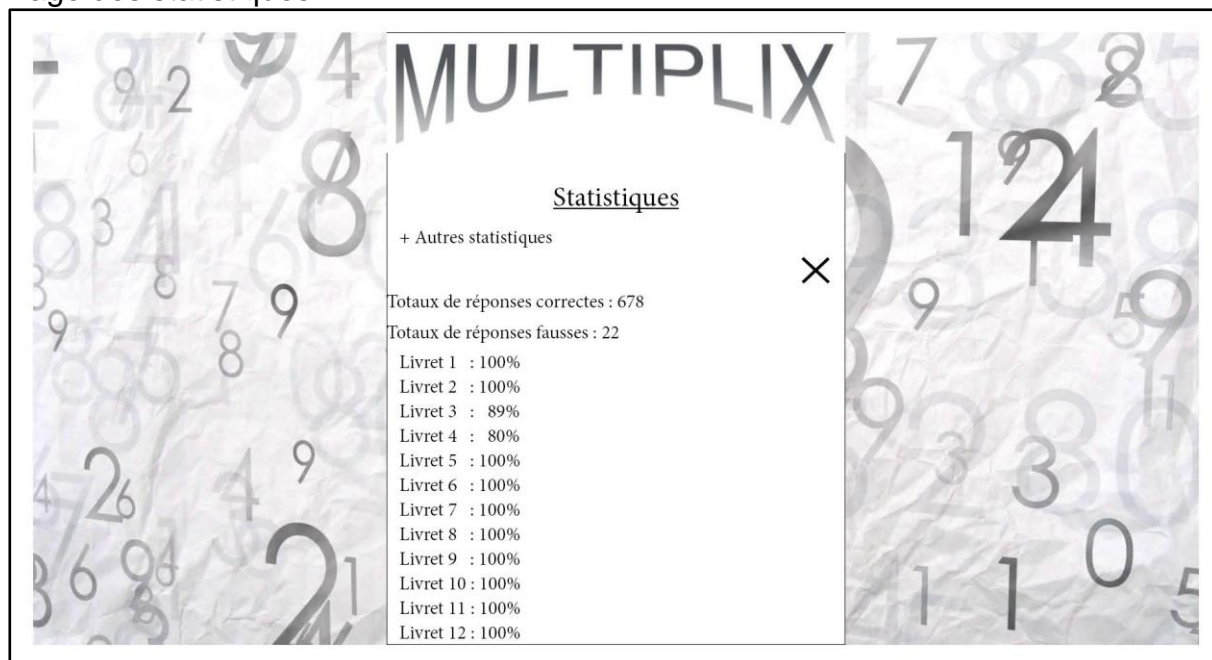 MULTIPLIX
Statistiques
+ Autres statistiques
Totaux de réponses correctes : 678
Totaux de réponses fausses : 22
Livret 1 : 100%
Livret 2 : 100%
Livret 3 : 89%
Livret 4 : 80%
Livret 5 : 100%
Livret 6 : 100%
Livret 7 : 100%
Livret 8 : 100%
Livret 9 : 100%
Livret 10 : 100%
Livret 11 : 100%
Livret 12 : 100%